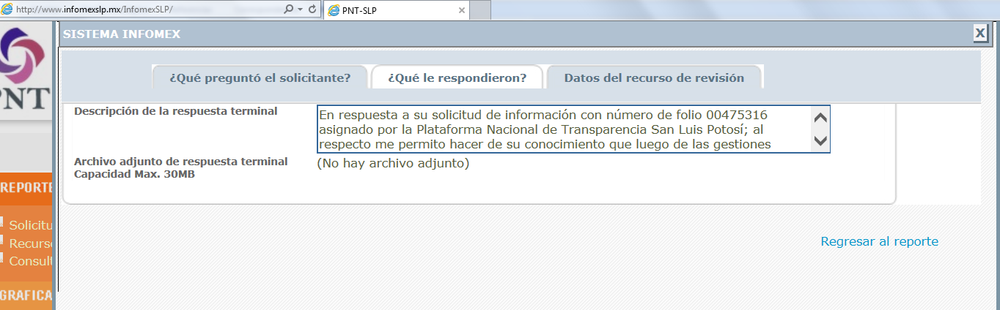 http://www.infomexslp.mx/InfomexSLP/
PNT-SLP
SISTEMA INFOMEX
X
PNT
¿Qué preguntó el solicitante?
¿Qué le respondieron?
Datos del recurso de revisión
Descripción de la respuesta terminal
En respuesta a su solicitud de información con número de folio 00475316
asignado por la Plataforma Nacional de Transparencia San Luis Potosí; al
respecto me permito hacer de su conocimiento que luego de las gestiones
Archivo adjunto de respuesta terminal
Capacidad Max. 30MB
(No hay archivo adjunto)
REPORTE
Solicitu
Recurso
Consult
GRAFICA
Regresar al reporte